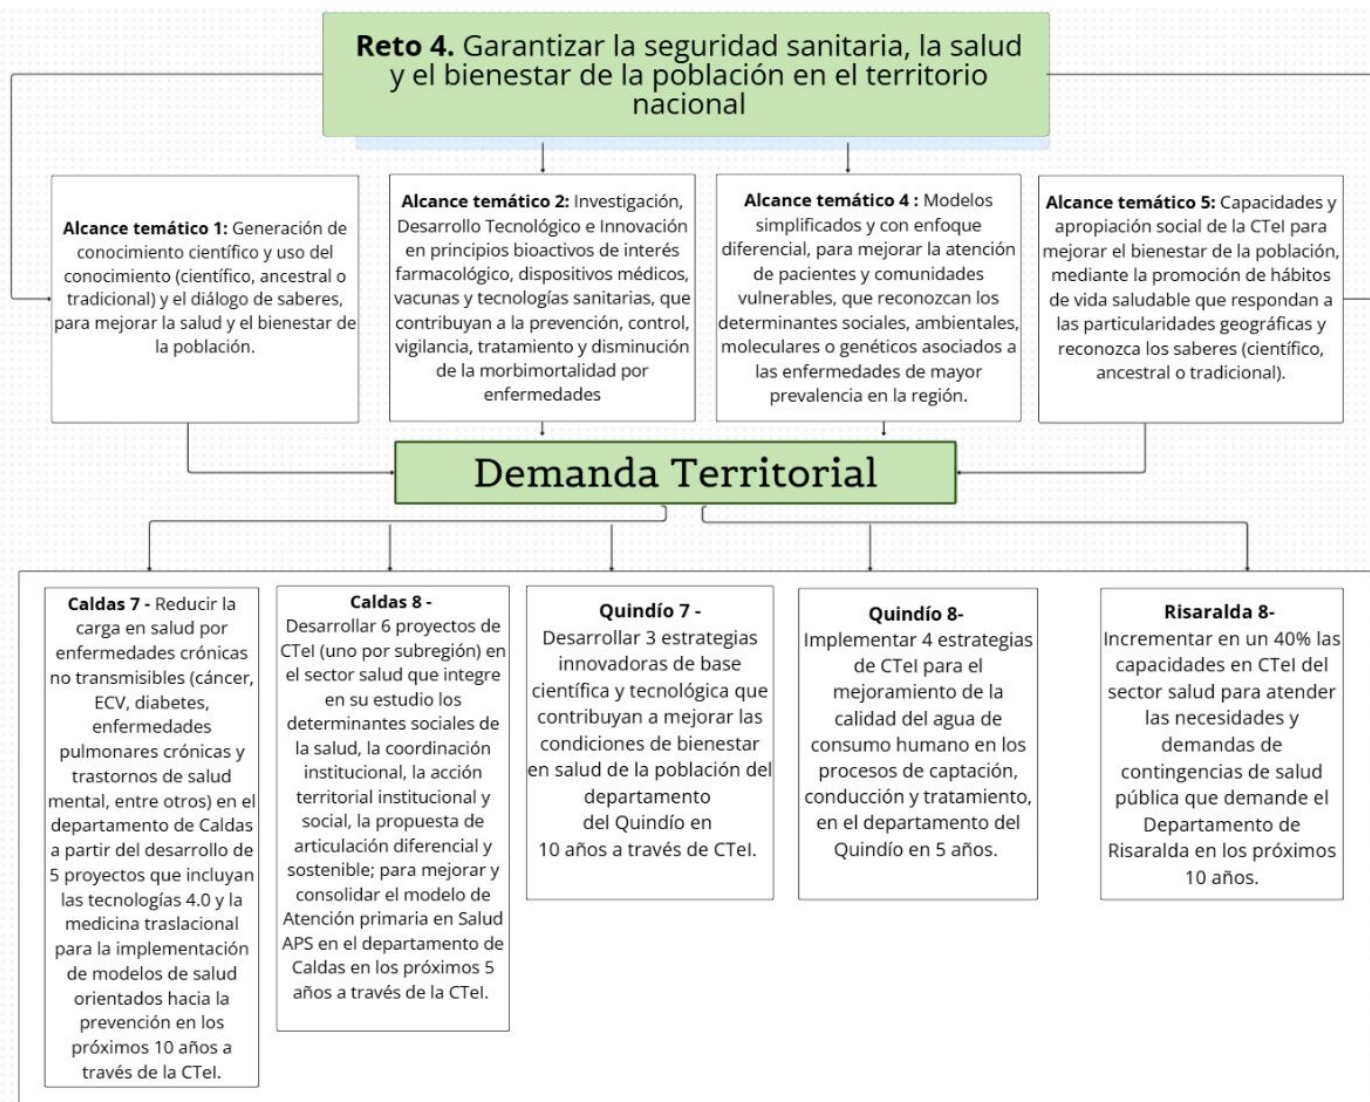 Reto 4. Garantizar la seguridad sanitaria, la salud
y el bienestar de la población en el territorio
nacional
Alcance temático 1: Generación de
conocimiento científico y uso del
conocimiento (científico, ancestral o
tradicional) y el diálogo de saberes,
para mejorar la salud y el bienestar de
la población.
Alcance temático 2: Investigación,
Desarrollo Tecnológico e Innovación
en principios bioactivos de interés
farmacológico, dispositivos médicos,
vacunas y tecnologías sanitarias, que
contribuyan a la prevención, control,
vigilancia, tratamiento y disminución
de la morbimortalidad por
enfermedades
Alcance temático 4 : Modelos
simplificados y con enfoque
diferencial, para mejorar la atención
de pacientes y comunidades
vulnerables, que reconozcan los
determinantes sociales, ambientales,
moleculares o genéticos asociados a
las enfermedades de mayor
prevalencia en la región.
Alcance temático 5: Capacidades y
apropiación social de la CTeI para
mejorar el bienestar de la población,
mediante la promoción de hábitos
de vida saludable que respondan a
las particularidades geográficas y
reconozca los saberes (científico,
ancestral o tradicional).
Demanda Territorial
Caldas 7 - Reducir la
carga en salud por
enfermedades crónicas
no transmisibles (cáncer,
ECV, diabetes,
enfermedades
pulmonares crónicas y
trastornos de salud
mental, entre otros) en el
departamento de Caldas
a partir del desarrollo de
5 proyectos que incluyan
las tecnologías 4.0 y la
medicina traslacional
para la implementación
de modelos de salud
orientados hacia la
prevención en los
próximos 10 años a
través de la CTeI.
Caldas 8 -
Desarrollar 6 proyectos de
CTeI (uno por subregión) en
el sector salud que integre
en su estudio los
determinantes sociales de
la salud, la coordinación
institucional, la acción
territorial institucional y
social, la propuesta de
articulación diferencial y
sostenible; para mejorar y
consolidar el modelo de
Atención primaria en Salud
APS en el departamento de
Caldas en los próximos 5
años a través de la CTeI.
Quindío 7 -
Desarrollar 3 estrategias
innovadoras de base
científica y tecnológica que
contribuyan a mejorar las
condiciones de bienestar
en salud de la población del
departamento
del Quindío en
10 años a través de CTeI.
Quindío 8-
Implementar 4 estrategias
de CTeI para el
mejoramiento de la
calidad del agua de
consumo humano en los
procesos de captación,
conducción y tratamiento,
en el departamento del
Quindío en 5 años.
Risaralda 8-
Incrementar en un 40% las
capacidades en CTeI del
sector salud para atender
las necesidades y
demandas de
contingencias de salud
pública que demande el
Departamento de
Risaralda en los próximos
10 años.